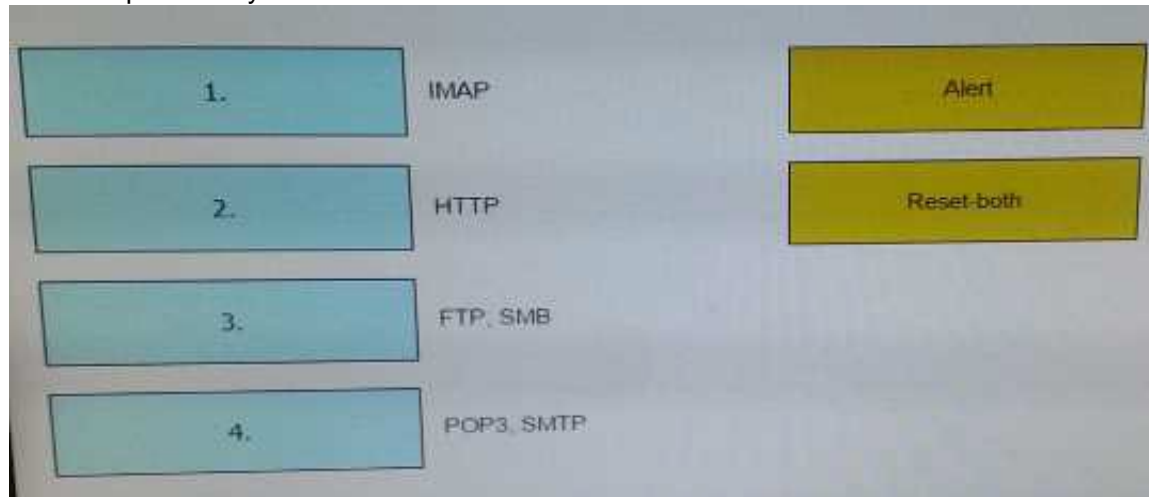 1. IMAP Alert
2. HTTP Reset-both
3. FTP, SMB
4. POP3, SMTP